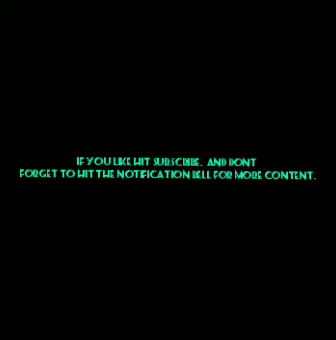 IF YOU LIKE HIT SUBSCRIBE. AND DONT
FORGET TO HIT THE NOTIFICATION BELL FOR MORE CONTENT.